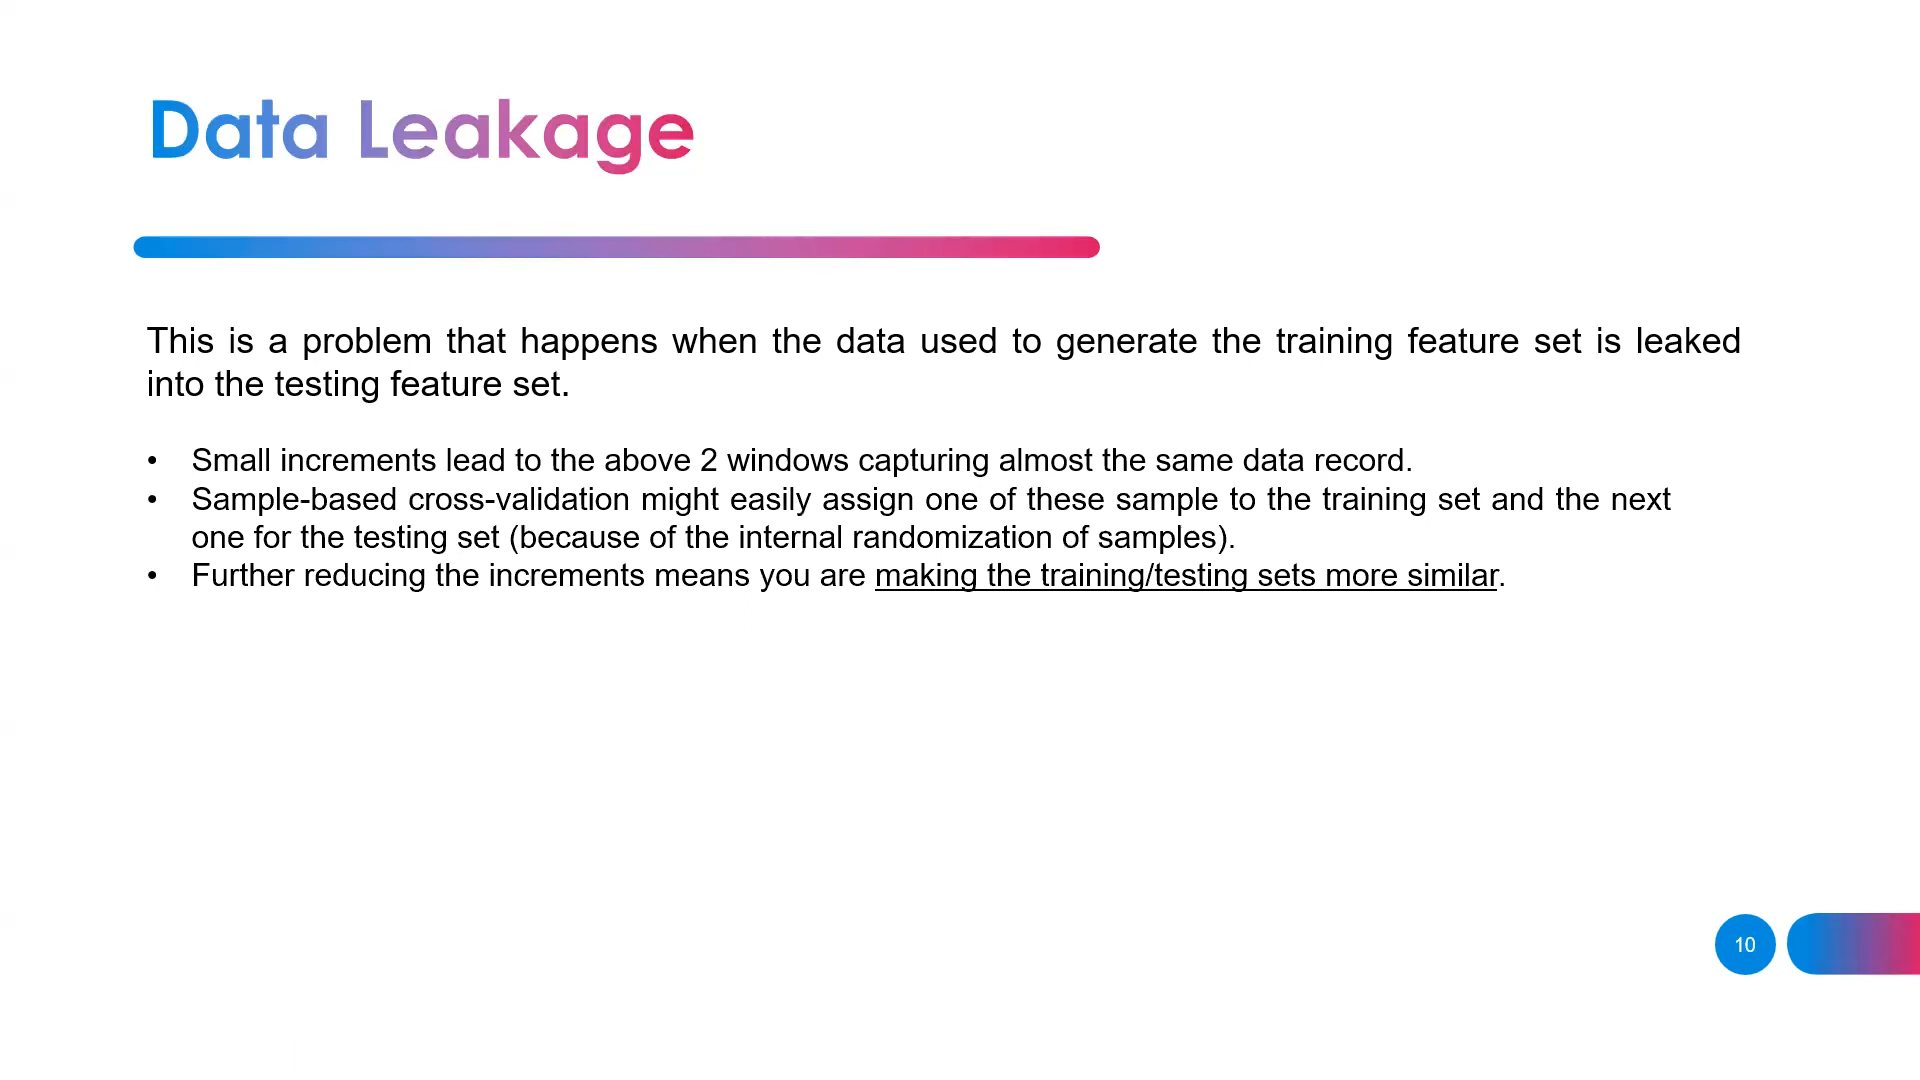 Data Leakage
This is a problem that happens when the data used to generate the training feature set is leaked
into the testing feature set.
• Small increments lead to the above 2 windows capturing almost the same data record.
• Sample-based cross-validation might easily assign one of these sample to the training set and the next
one for the testing set (because of the internal randomization of samples).
• Further reducing the increments means you are making the training/testing sets more similar.
10